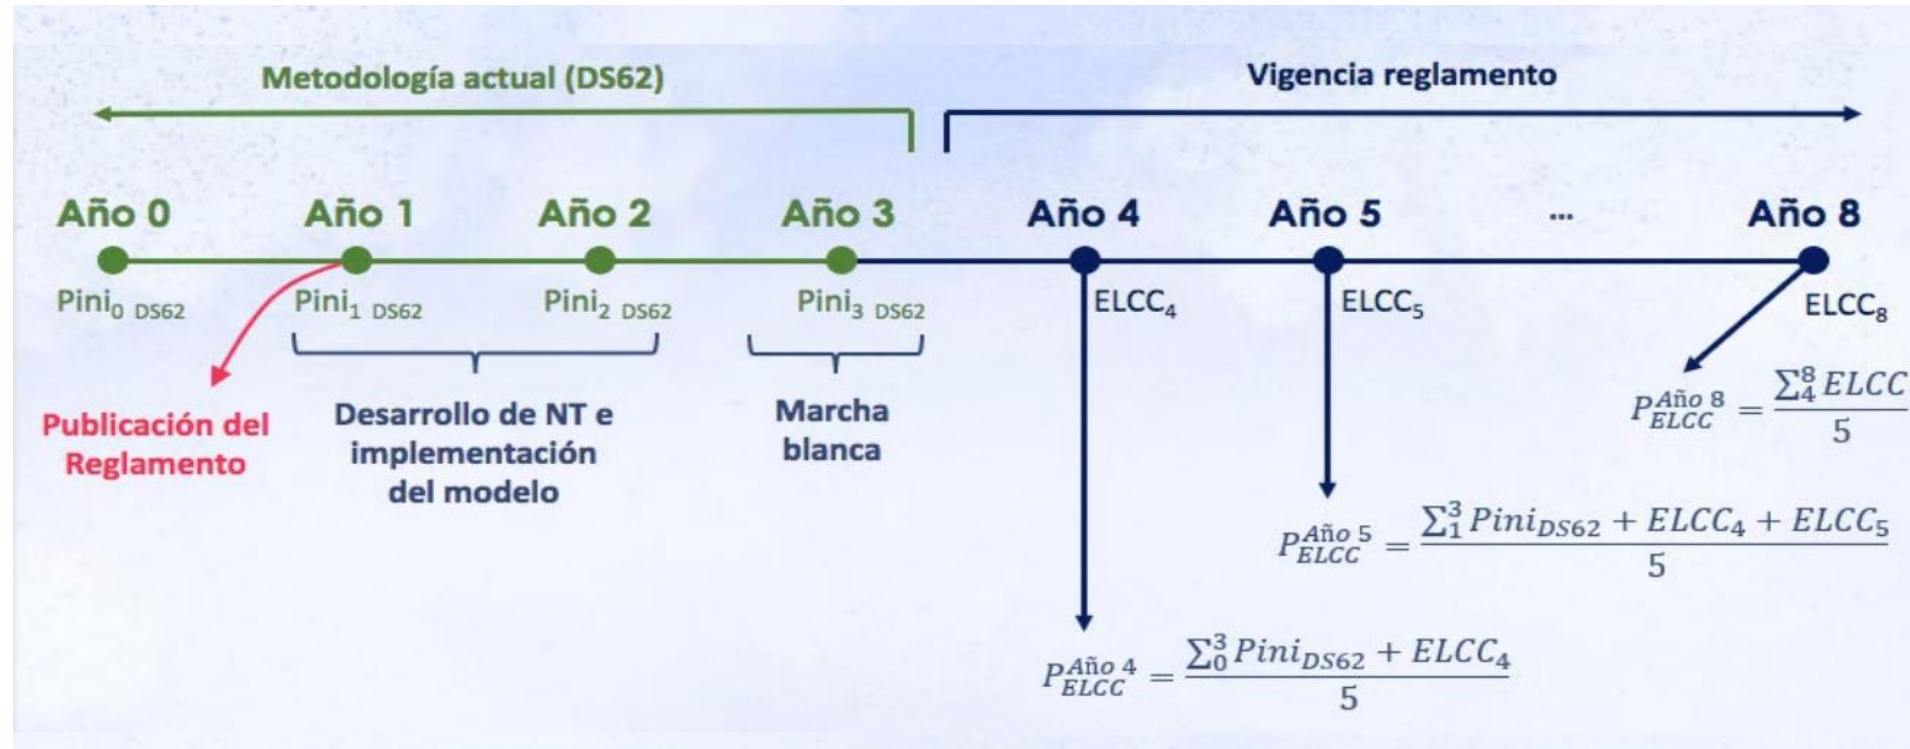 Metodología actual (DS62)
Vigencia reglamento
Año 0
Año 1
Año 2
Año 3
Año 4
Año 5
...
Año 8
Pini₀ DS62
Pini₁ DS62
Pini₂ DS62
Pini₃ DS62
ELCC₄
ELCC₅
ELCC₈
Publicación del
Reglamento
Desarrollo de NT e
implementación
del modelo
Marcha
blanca
P_{ELCC}^{Año 8} = \frac{\sum_4^8 ELCC}{5}
P_{ELCC}^{Año 5} = \frac{\sum_1^3 Pini_{DS62} + ELCC_4 + ELCC_5}{5}
P_{ELCC}^{Año 4} = \frac{\sum_0^3 Pini_{DS62} + ELCC_4}{5}